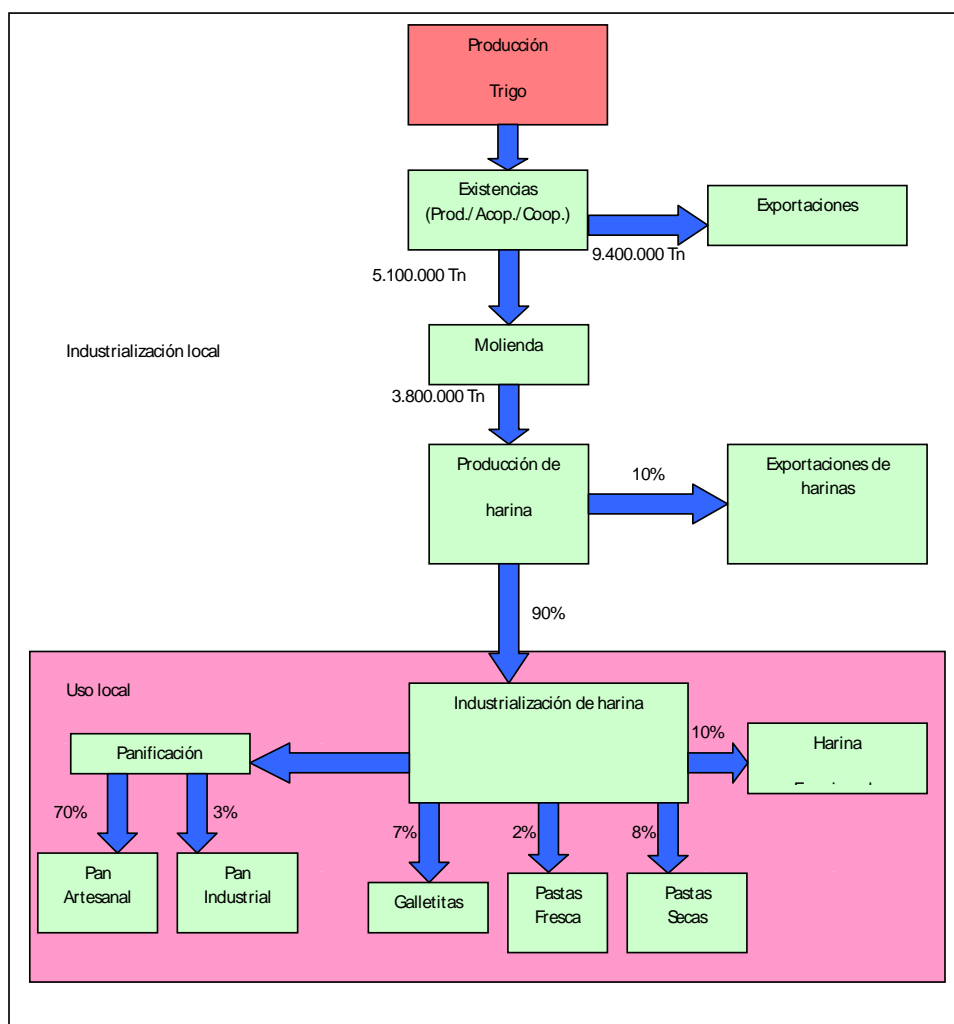 Producción
Trigo
Existencias
(Prod./ Acop./ Coop.)
Exportaciones
9.400.000 Tn
5.100.000 Tn
Molienda
Industrialización local
3.800.000 Tn
Producción de
harina
10%
Exportaciones de
harinas
90%
Uso local
Industrialización de harina
Panificación
10%
Harina
70%
3%
7%
2%
8%
Pan
Artesanal
Pan
Industrial
Galletitas
Pastas
Fresca
Pastas
Secas